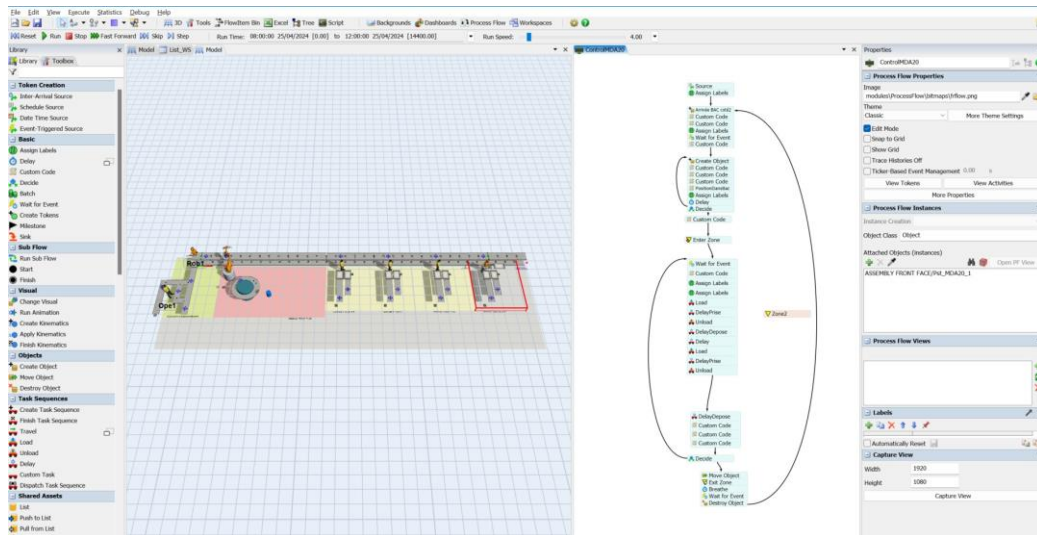 File Edit View Execute Statistics Debug Help
3D Tools FlowItem Bin Excel Tree Script Backgrounds Dashboards Process Flow Workspaces
Reset Run Stop Fast Forward Skip Step Run Time: 08:00:00 25/04/2024 [0.00] to 12:00:00 25/04/2024 [14400.00] Run Speed: 4.00
Library
Library Toolbox
Token Creation
Inter-Arrival Source
Schedule Source
Date Time Source
Event-Triggered Source
Basic
Assign Labels
Delay
Custom Code
Decide
Batch
Wait for Event
Create Tokens
Milestone
Sink
Sub Flow
Run Sub Flow
Start
Finish
Visual
Change Visual
Run Animation
Create Kinematics
Apply Kinematics
Finish Kinematics
Objects
Create Object
Move Object
Destroy Object
Task Sequences
Create Task Sequence
Finish Task Sequence
Travel
Load
Unload
Delay
Custom Task
Dispatch Task Sequence
Shared Assets
List
Push to List
Pull from List
Model List_WS Model
Rob1
Ope1
ControlMDA20
Source
Assign Labels
Custom Code
Custom Code
Assign Labels
Wait for Event
Custom Code
Create Object
Custom Code
Custom Code
Custom Code
Assign Labels
Delay
Decide
Custom Code
Enter Zone
Wait for Event
Custom Code
Assign Labels
Assign Labels
Load
DelayPrise
Unload
DelayDepose
Delay
Load
DelayPrise
Unload
Zone2
DelayDepose
Custom Code
Custom Code
Custom Code
Decide
Move Object
Exit Zone
Breathe
Wait for Event
Destroy Object
Properties
ControlMDA20
Process Flow Properties
Image
modules\ProcessFlow\bitmaps\frflow.png
Theme
Classic More Theme Settings
Edit Mode
Snap to Grid
Show Grid
Trace Histories Off
Ticker-Based Event Management 0.00 s
View Tokens View Activities
More Properties
Process Flow Instances
Instance Creation
Object Class Object
Attached Objects (instances)
Open PF View
ASSEMBLY FRONT FACE/Pst_MDA20_1
Process Flow Views
Labels
Automatically Reset
Capture View
Width 1920
Height 1080
Capture View